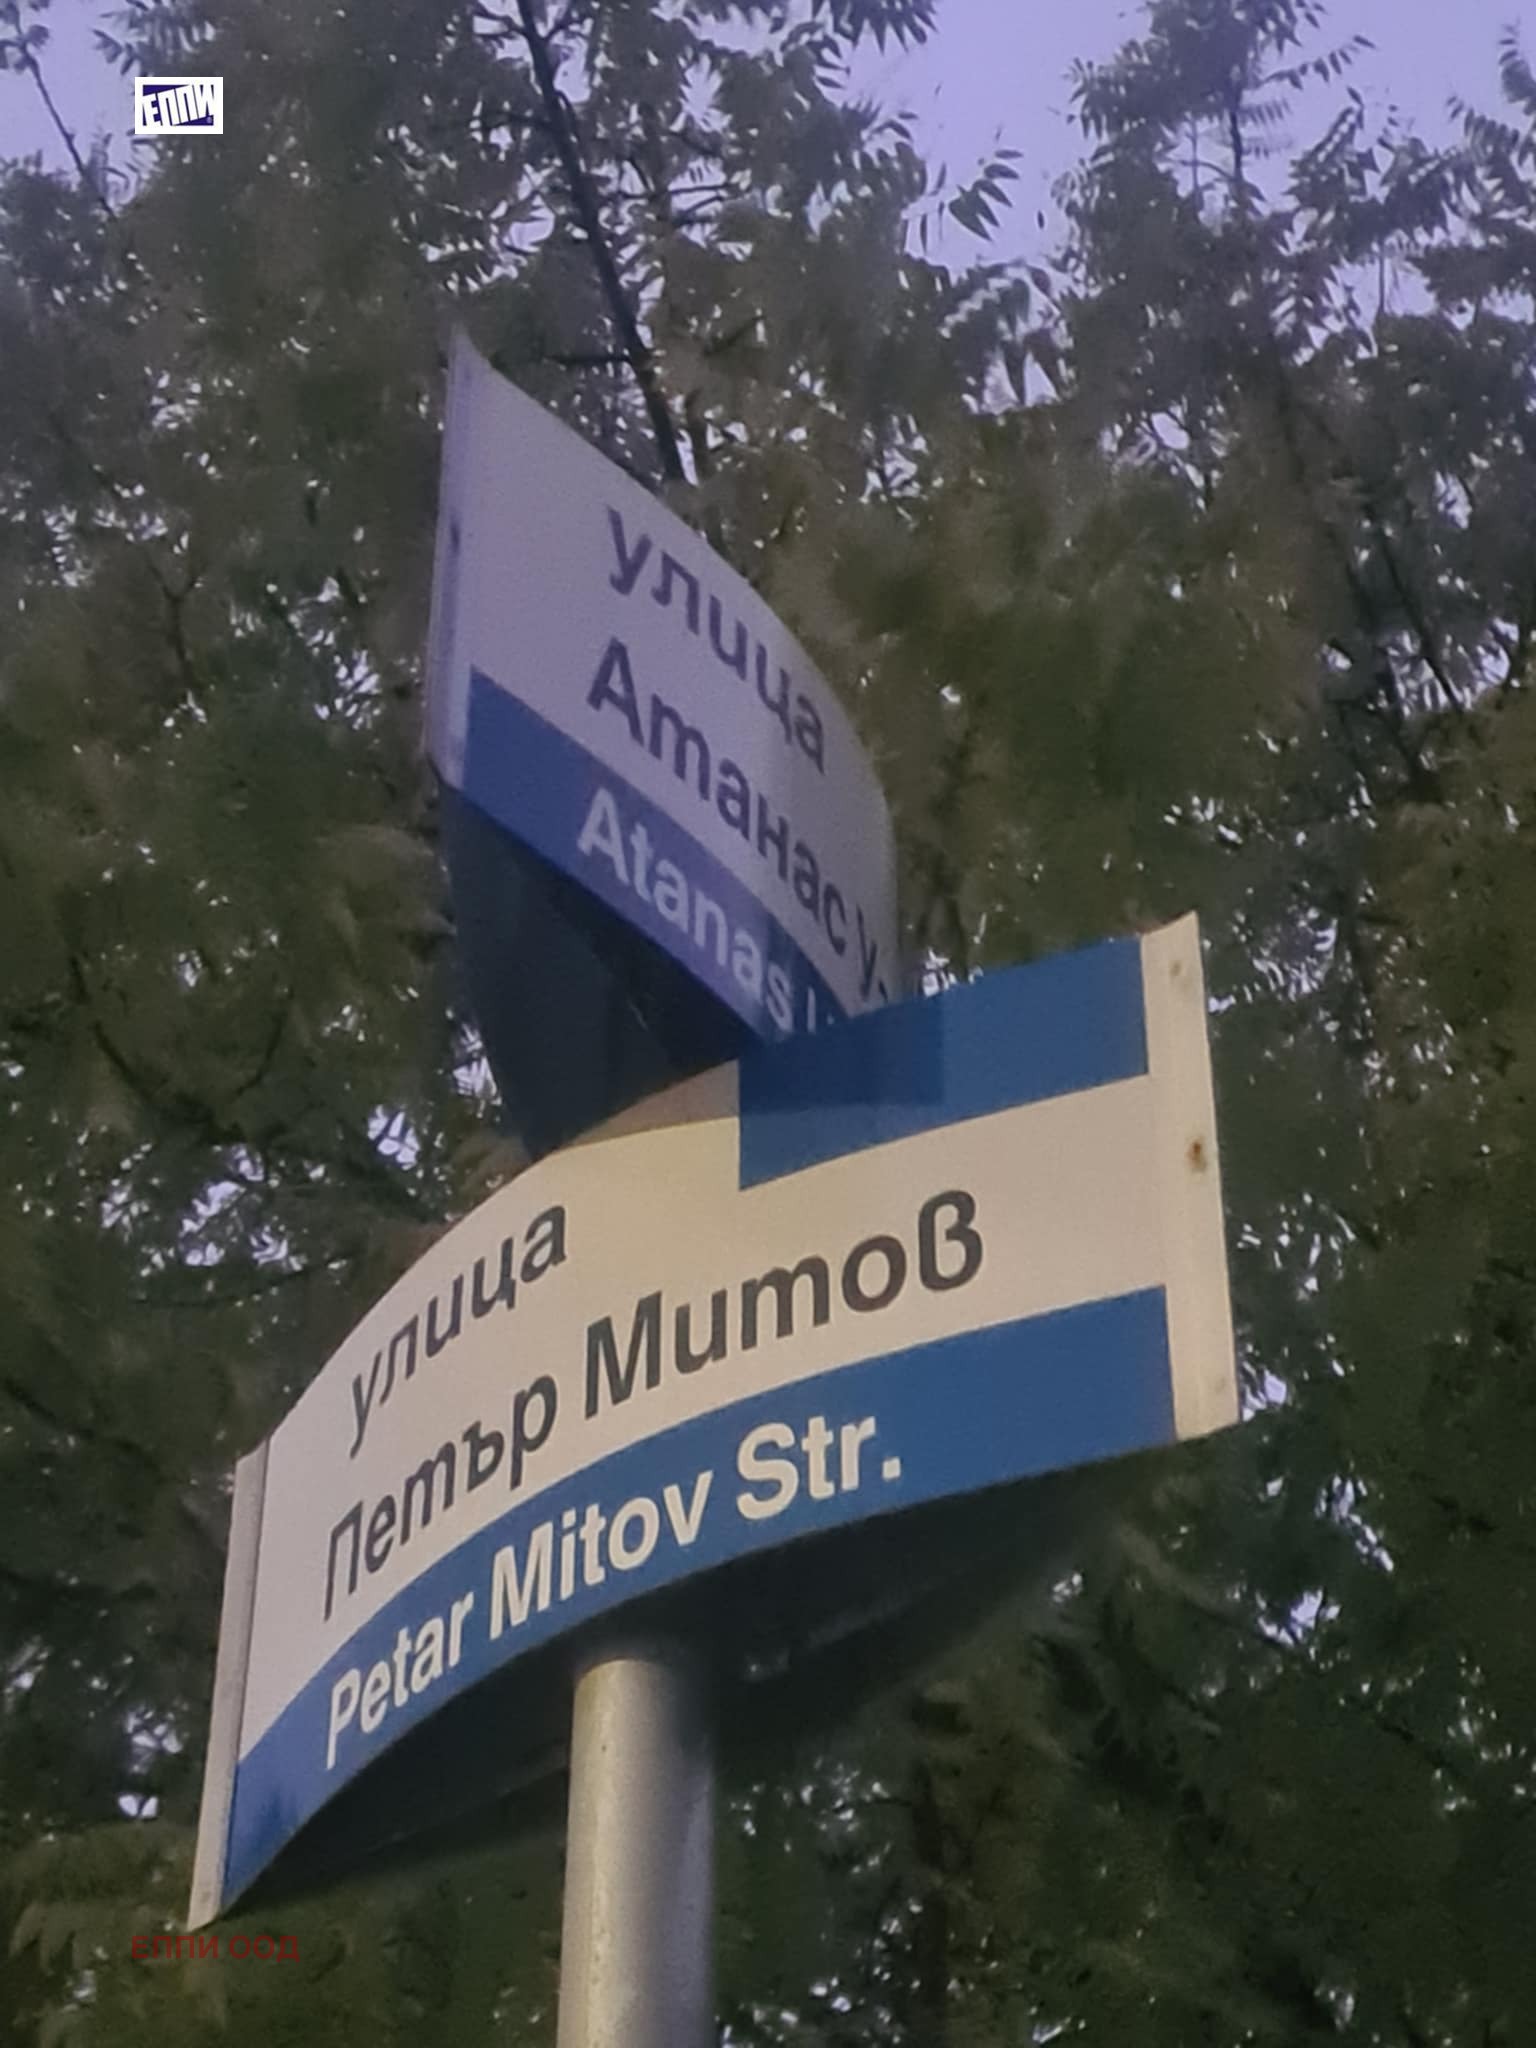 ЕППИ
улица
Атанас
Atanas
улица
Петър Митов
Petar Mitov Str.
ЕППИ ООД